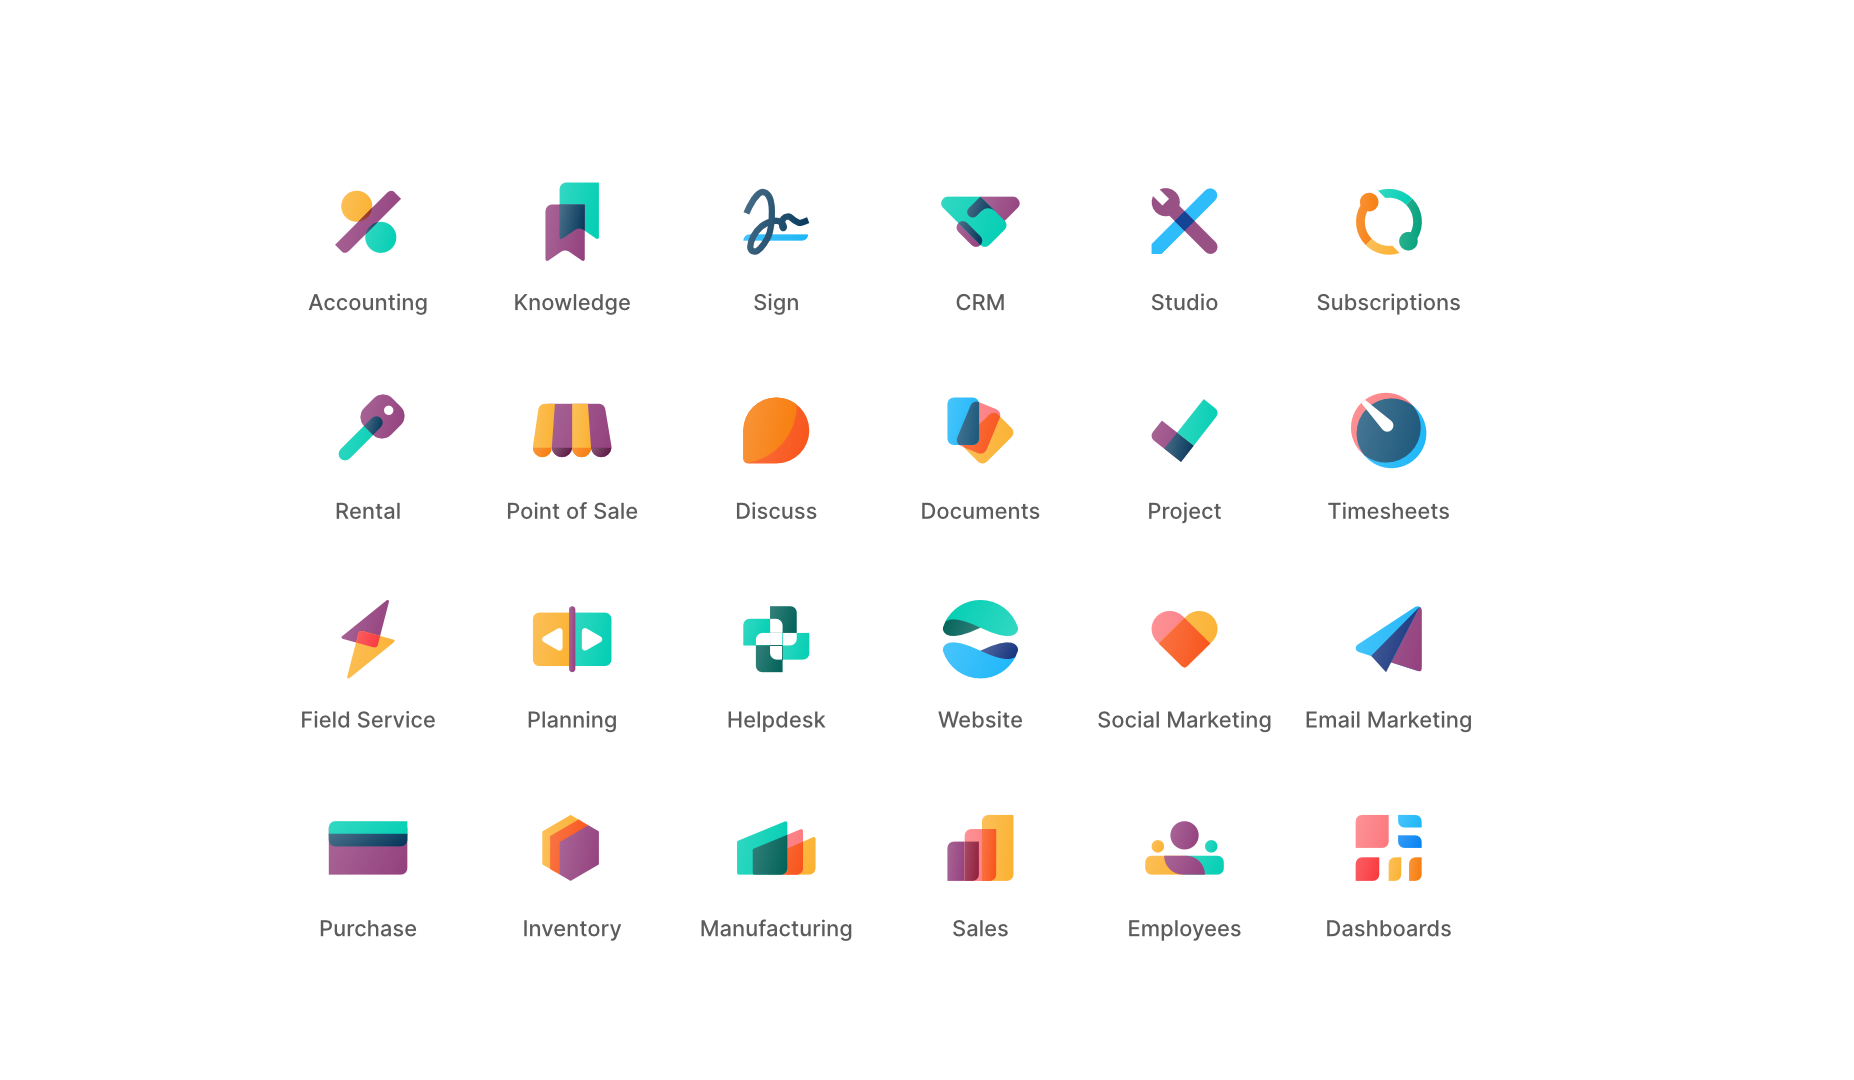 Accounting
Knowledge
Sign
CRM
Studio
Subscriptions
Rental
Point of Sale
Discuss
Documents
Project
Timesheets
Field Service
Planning
Helpdesk
Website
Social Marketing
Email Marketing
Purchase
Inventory
Manufacturing
Sales
Employees
Dashboards